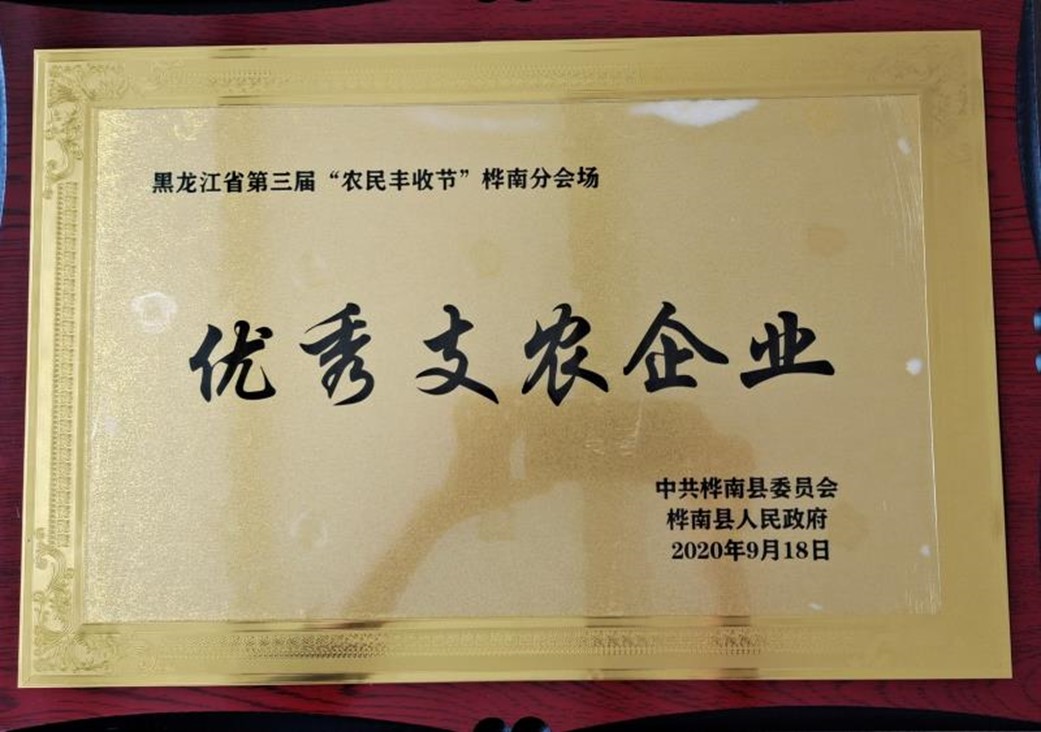 黑龙江省第三届“农民丰收节”桦南分会场
优秀支农企业
中共桦南县委员会
桦南县人民政府
2020年9月18日